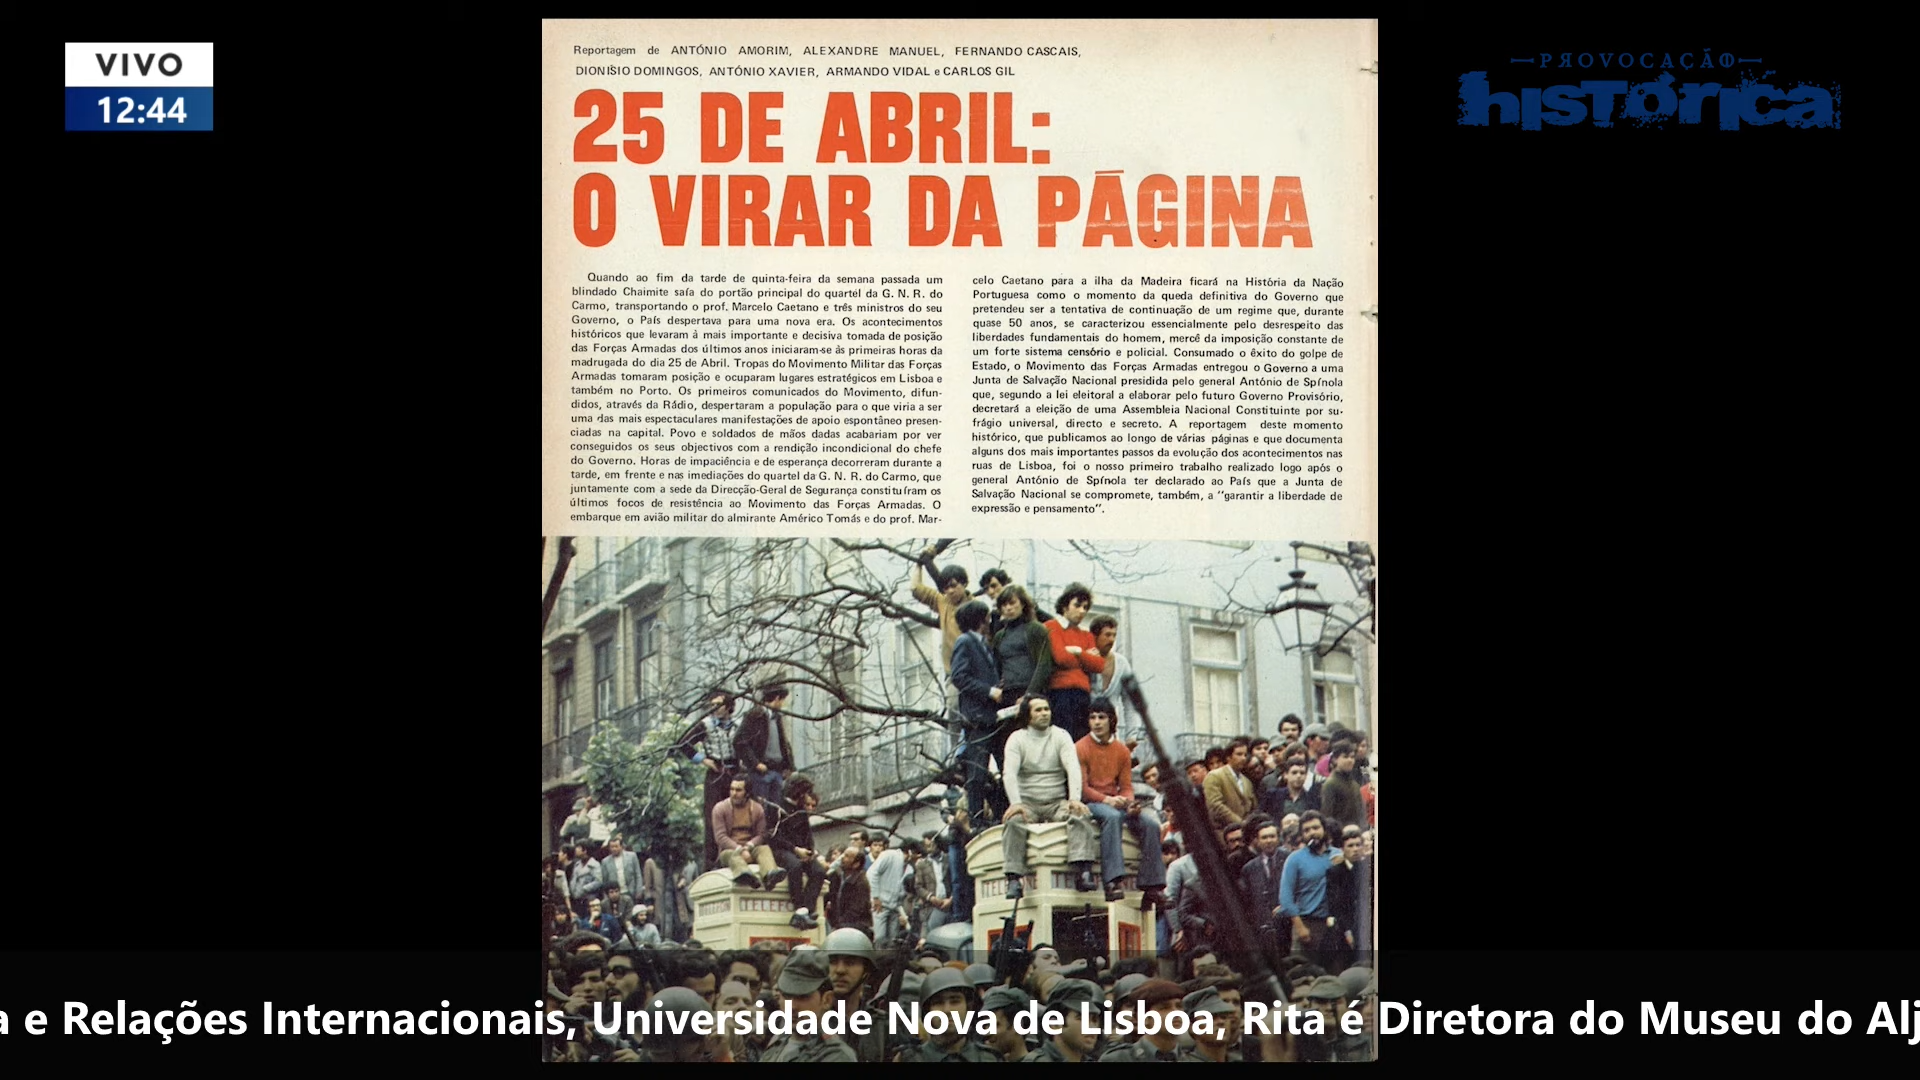 VIVO
12:44
PROVOCAÇÃO
hISTóRICa
Reportagem de ANTÓNIO AMORIM, ALEXANDRE MANUEL, FERNANDO CASCAIS,
DIONÍSIO DOMINGOS, ANTÓNIO XAVIER, ARMANDO VIDAL e CARLOS GIL
25 DE ABRIL:
O VIRAR DA PÁGINA
Quando ao fim da tarde de quinta-feira da semana passada um
blindado Chaimite saía do portão principal do quartel da G. N. R. do
Carmo, transportando o prof. Marcelo Caetano e três ministros do seu
Governo, o País despertava para uma nova era. Os acontecimentos
históricos que levaram à mais importante e decisiva tomada de posição
das Forças Armadas dos últimos anos iniciaram-se às primeiras horas da
madrugada do dia 25 de Abril. Tropas do Movimento Militar das Forças
Armadas tomaram posição e ocuparam lugares estratégicos em Lisboa e
também no Porto. Os primeiros comunicados do Movimento, difun-
didos, através da Rádio, despertaram a população para o que viria a ser
uma das mais espectaculares manifestações de apoio espontâneo presen-
ciadas na capital. Povo e soldados de mãos dadas acabariam por ver
conseguidos os seus objectivos com a rendição incondicional do chefe
do Governo. Horas de impaciência e de esperança decorreram durante a
tarde, em frente e nas imediações do quartel da G. N. R. do Carmo, que
juntamente com a sede da Direcção-Geral de Segurança constituíram os
últimos focos de resistência ao Movimento das Forças Armadas. O
embarque em avião militar do almirante Américo Tomás e do prof. Mar-
celo Caetano para a ilha da Madeira ficará na História da Nação
Portuguesa como o momento da queda definitiva do Governo que
pretendeu ser a tentativa de continuação de um regime que, durante
quase 50 anos, se caracterizou essencialmente pelo desrespeito das
liberdades fundamentais do homem, mercê da imposição constante de
um forte sistema censório e policial. Consumado o êxito do golpe de
Estado, o Movimento das Forças Armadas entregou o Governo a uma
Junta de Salvação Nacional presidida pelo general António de Spínola
que, segundo a lei eleitoral a elaborar pelo futuro Governo Provisório,
decretará a eleição de uma Assembleia Nacional Constituinte por su-
frágio universal, directo e secreto. A reportagem deste momento
histórico, que publicamos ao longo de várias páginas e que documenta
alguns dos mais importantes passos da evolução dos acontecimentos nas
ruas de Lisboa, foi o nosso primeiro trabalho realizado logo após o
general António de Spínola ter declarado ao País que a Junta de
Salvação Nacional se compromete, também, a "garantir a liberdade de
expressão e pensamento".
TELEFONE
a e Relações Internacionais, Universidade Nova de Lisboa, Rita é Diretora do Museu do Alj